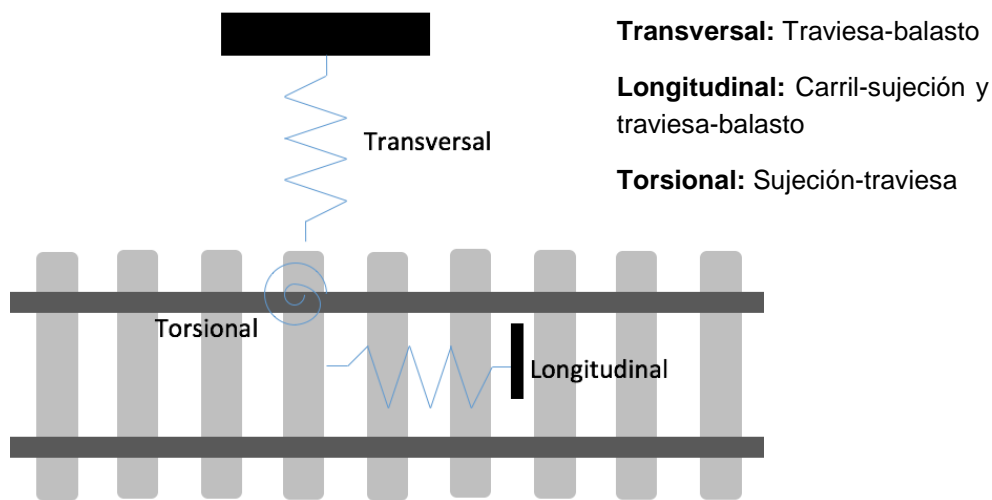 Transversal: Traviesa-balasto
Longitudinal: Carril-sujeción y
traviesa-balasto
Torsional: Sujeción-traviesa
Transversal
Torsional
Longitudinal